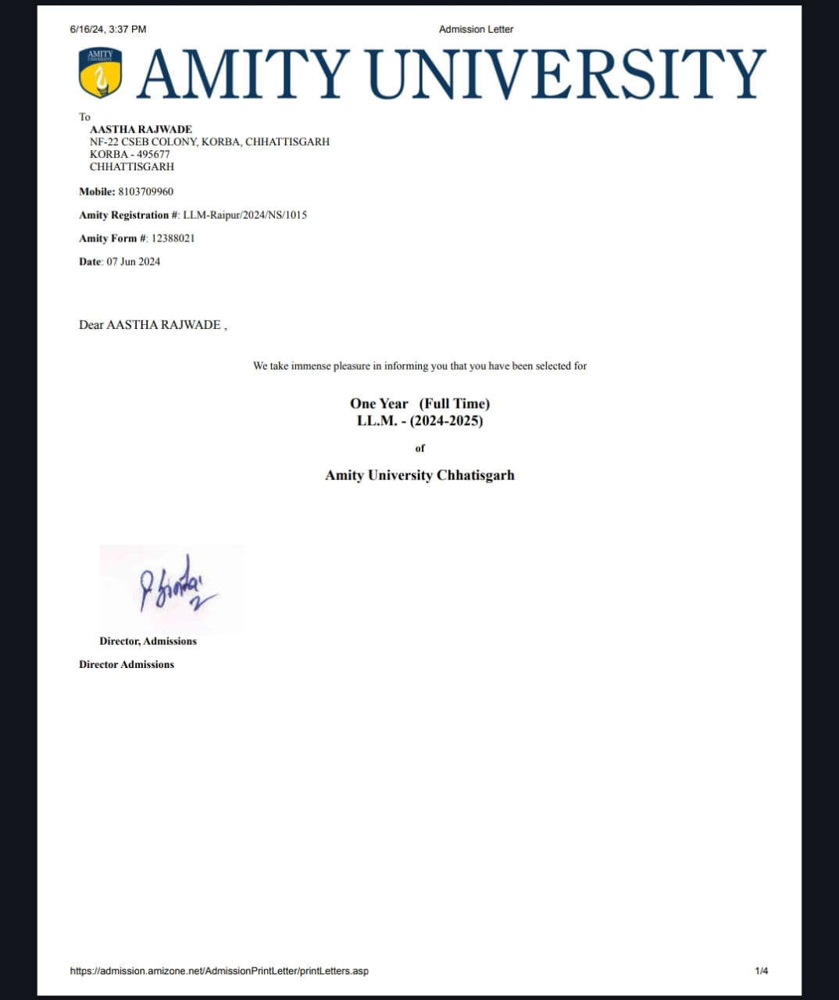 6/16/24, 3:37 PM Admission Letter
AMITY UNIVERSITY
AMITY UNIVERSITY
To
AASTHA RAJWADE
NF-22 CSEB COLONY, KORBA, CHHATTISGARH
KORBA - 495677
CHHATTISGARH
Mobile: 8103709960
Amity Registration #: LLM-Raipur/2024/NS/1015
Amity Form #: 12388021
Date: 07 Jun 2024
Dear AASTHA RAJWADE ,
We take immense pleasure in informing you that you have been selected for
One Year (Full Time)
LL.M. - (2024-2025)
of
Amity University Chhatisgarh
Director, Admissions
Director Admissions
https://admission.amizone.net/AdmissionPrintLetter/printLetters.asp 1/4